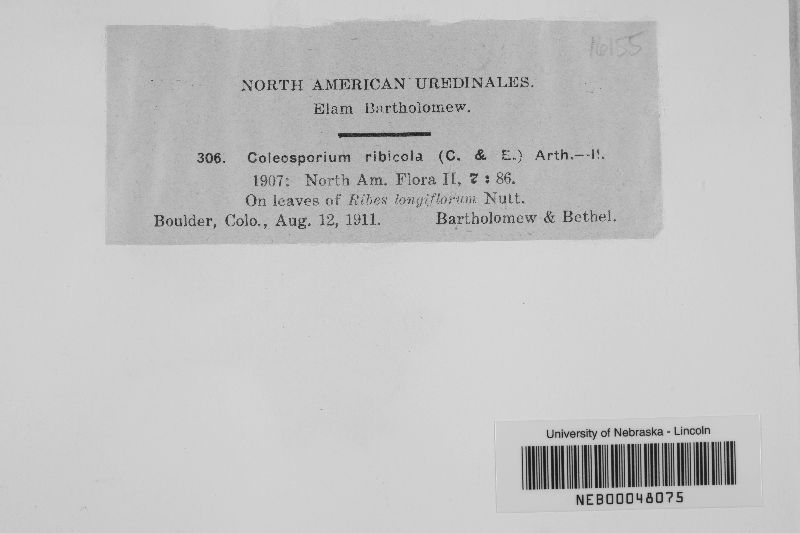 16155
NORTH AMERICAN UREDINALES.
Elam Bartholomew.
306. Coleosporium ribicola (C. & E.) Arth.--II.
1907: North Am. Flora II, 7 : 86.
On leaves of Ribes longiflorum Nutt.
Boulder, Colo., Aug. 12, 1911. Bartholomew & Bethel.
University of Nebraska - Lincoln
NEB00048075